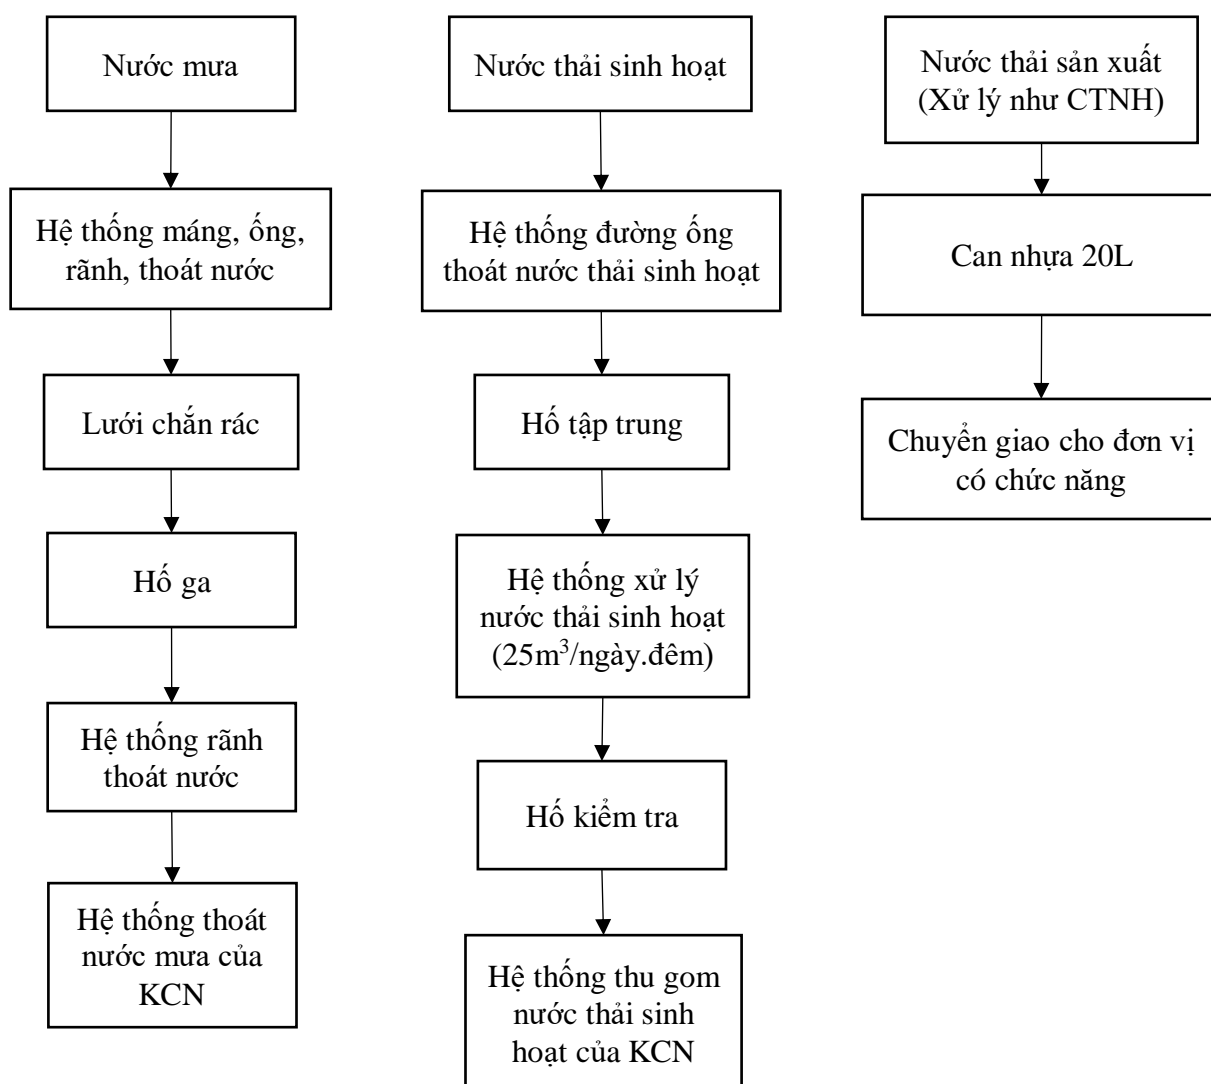 Nước mưa
Hệ thống máng, ống,
rãnh, thoát nước
Lưới chắn rác
Hố ga
Hệ thống rãnh
thoát nước
Hệ thống thoát
nước mưa của
KCN
Nước thải sinh hoạt
Hệ thống đường ống
thoát nước thải sinh hoạt
Hố tập trung
Hệ thống xử lý
nước thải sinh hoạt
(25m³/ngày.đêm)
Hố kiểm tra
Hệ thống thu gom
nước thải sinh
hoạt của KCN
Nước thải sản xuất
(Xử lý như CTNH)
Can nhựa 20L
Chuyển giao cho đơn vị
có chức năng